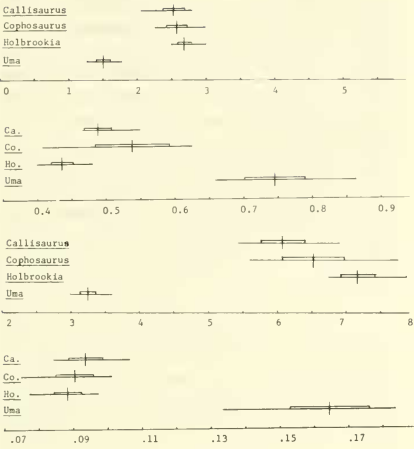 Callisaurus
Cophosaurus
Holbrookia
Uma
0 1 2 3 4 5
Ca.
Co.
Ho.
Uma
0.4 0.5 0.6 0.7 0.8 0.9
Callisaurus
Cophosaurus
Holbrookia
Uma
2 3 4 5 6 7 8
Ca.
Co.
Ho.
Uma
.07 .09 .11 .13 .15 .17